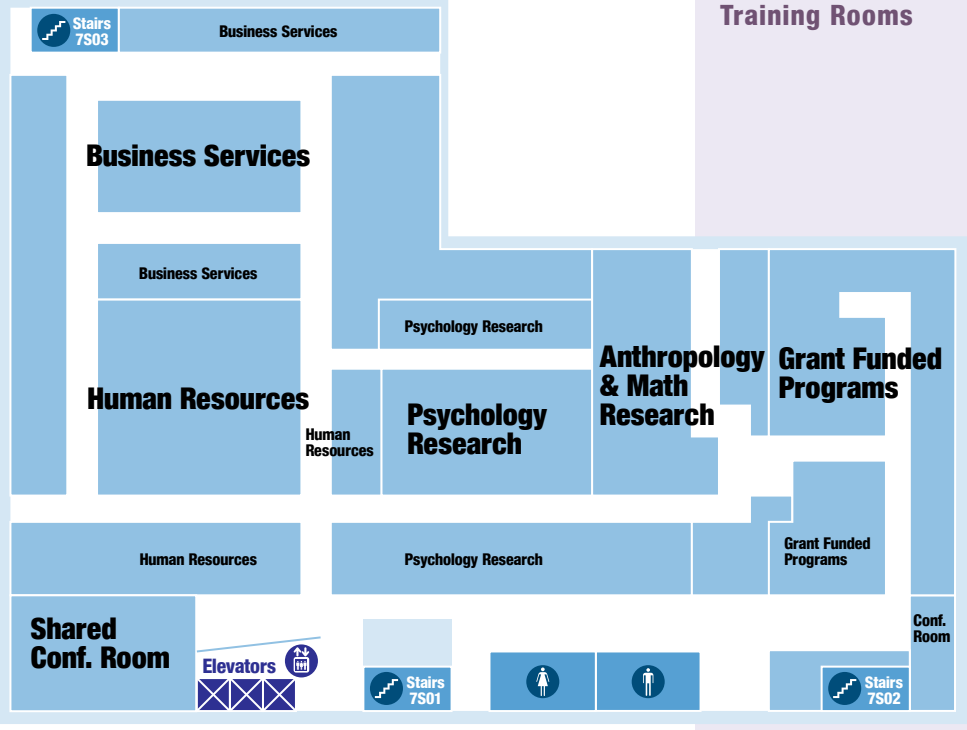 Training Rooms
Stairs
7S03
Business Services
Business Services
Business Services
Psychology Research
Human Resources
Human
Resources
Psychology
Research
Anthropology
& Math
Research
Grant Funded
Programs
Human Resources
Psychology Research
Grant Funded
Programs
Shared
Conf. Room
Elevators
Stairs
7S01
Stairs
7S02
Conf.
Room